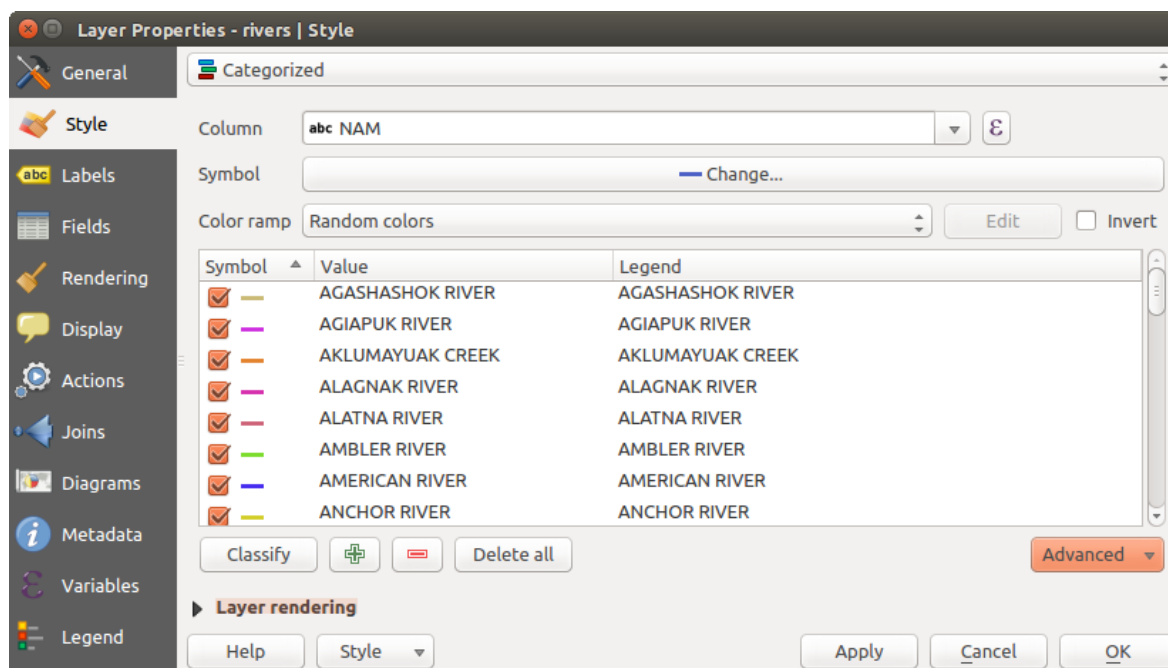 Layer Properties - rivers | Style
General
Categorized
Style
Column abc NAM ε
abc Labels
Symbol Change...
Fields
Color ramp Random colors Edit Invert
Symbol Value Legend
Rendering
AGASHASHOK RIVER AGASHASHOK RIVER
Display
AGIAPUK RIVER AGIAPUK RIVER
AKLUMAYUAK CREEK AKLUMAYUAK CREEK
Actions
ALAGNAK RIVER ALAGNAK RIVER
Joins
ALATNA RIVER ALATNA RIVER
AMBLER RIVER AMBLER RIVER
Diagrams
AMERICAN RIVER AMERICAN RIVER
ANCHOR RIVER ANCHOR RIVER
i Metadata
Classify Delete all Advanced
ε Variables
Layer rendering
Legend
Help Style Apply Cancel OK